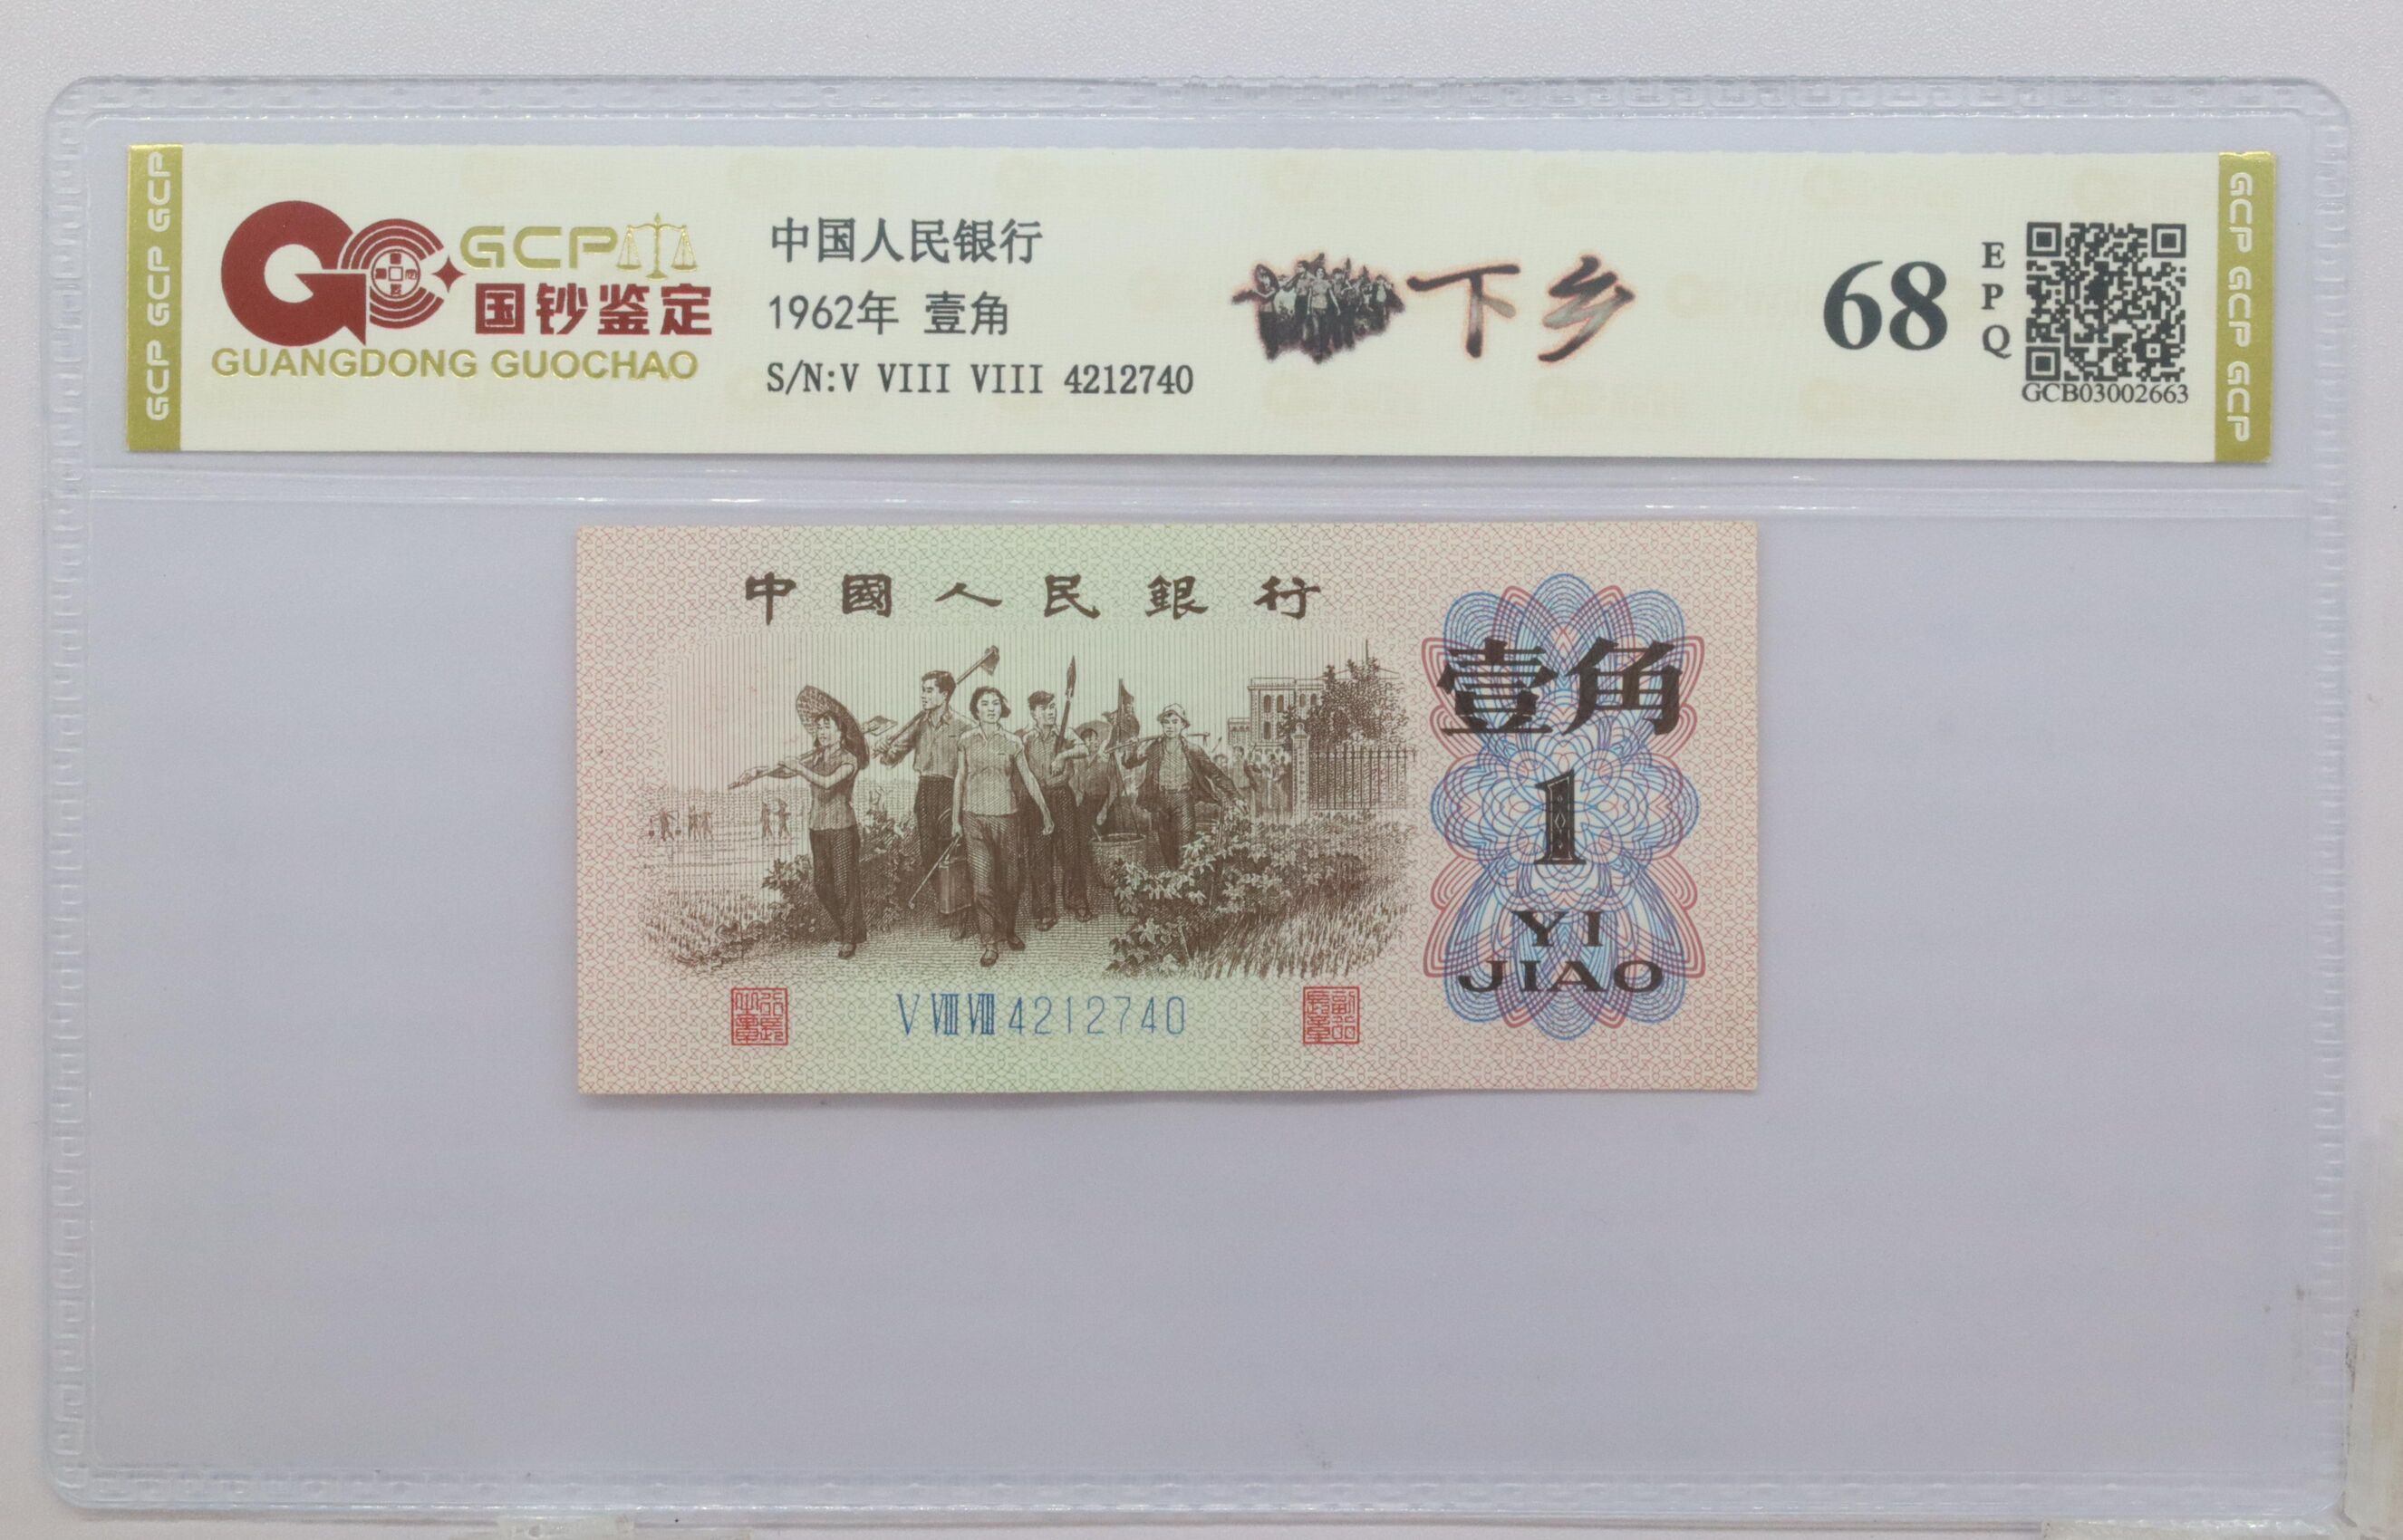 GCP GCP GCP
GCP
国钞鉴定
GUANGDONG GUOCHAO
中国人民银行
1962年 壹角
S/N:V VIII VIII 4212740
下乡
68
EPQ
GCB03002663
GCP GCP GCP
中國人民銀行
壹角
1
YI
JIAO
V VIII VIII 4212740